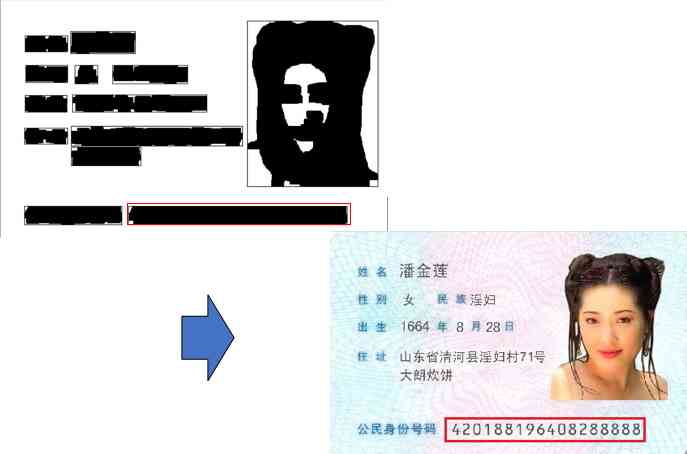 姓名 潘金莲
性别 女 民族 淫妇
出生 1664 年 8 月 28 日
住址 山东省清河县淫妇村71号
大朗炊饼
公民身份号码 420188196408288888